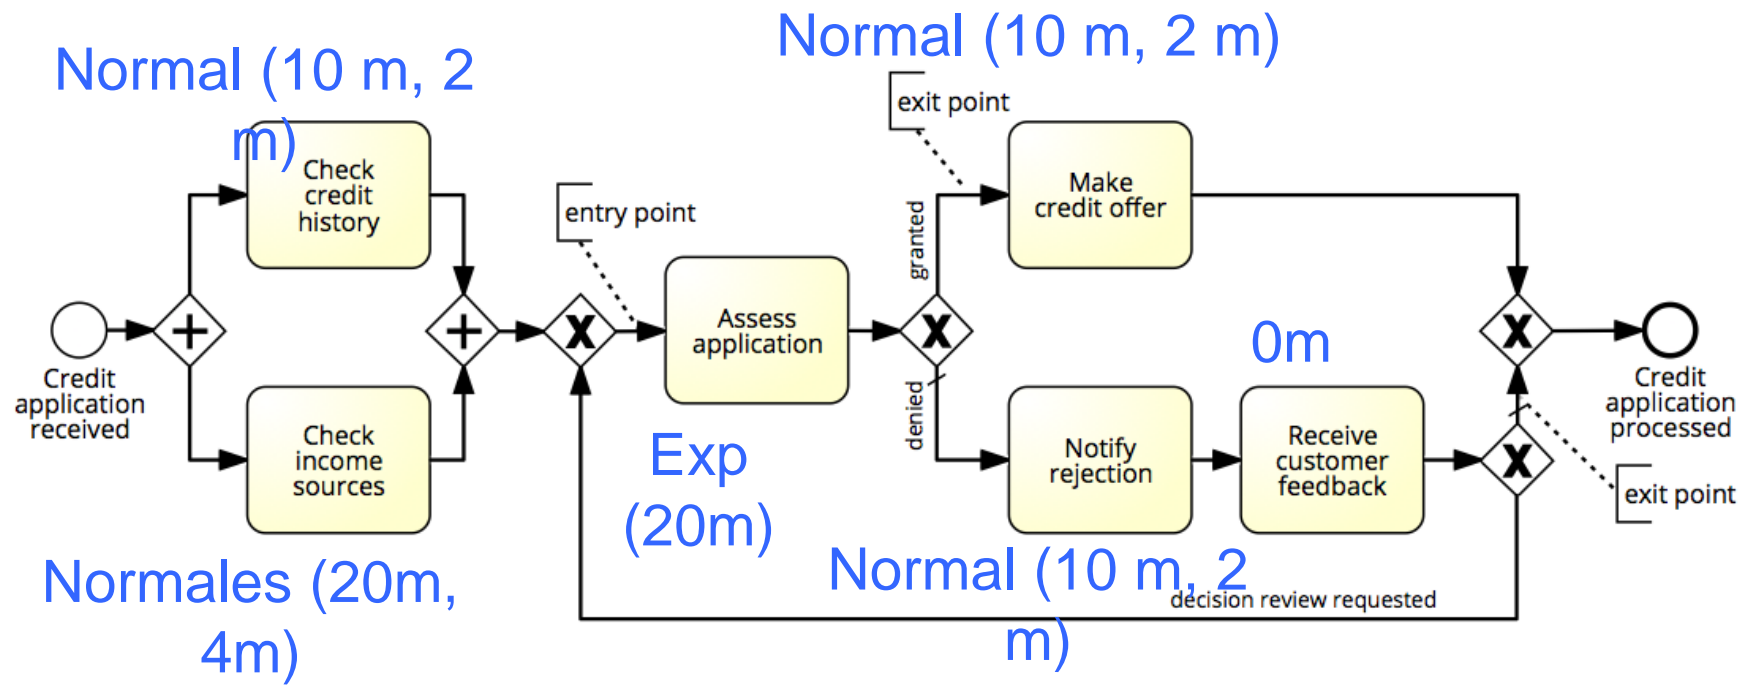 Normal (10 m, 2
m)
Normal (10 m, 2 m)
exit point
Check
credit
history
Make
credit offer
entry point
granted
Assess
application
0m
Credit
application
received
Credit
application
processed
denied
Check
income
sources
Exp
(20m)
Notify
rejection
Receive
customer
feedback
exit point
Normales (20m,
4m)
Normal (10 m, 2
m)
decision review requested